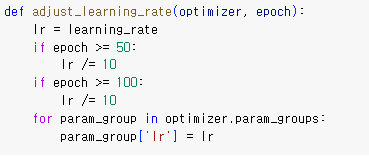 def adjust_learning_rate(optimizer, epoch):
    lr = learning_rate
    if epoch >= 50:
        lr /= 10
    if epoch >= 100:
        lr /= 10
    for param_group in optimizer.param_groups:
        param_group['lr'] = lr